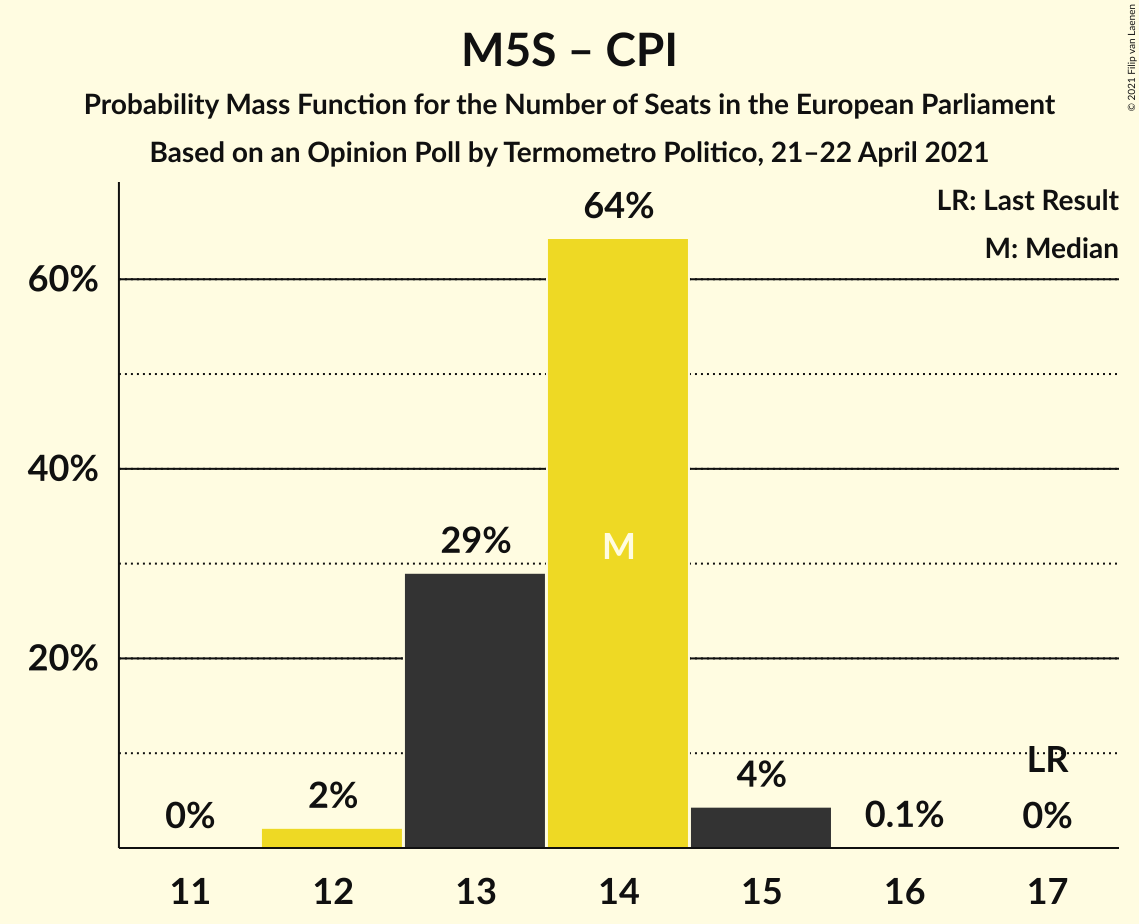 M5S – CPI
Probability Mass Function for the Number of Seats in the European Parliament
Based on an Opinion Poll by Termometro Politico, 21–22 April 2021
© 2021 Filip van Laenen
LR: Last Result
M: Median
64%
60%
40%
29%
M
20%
LR
4%
2%
0%
0.1%
0%
11 12 13 14 15 16 17